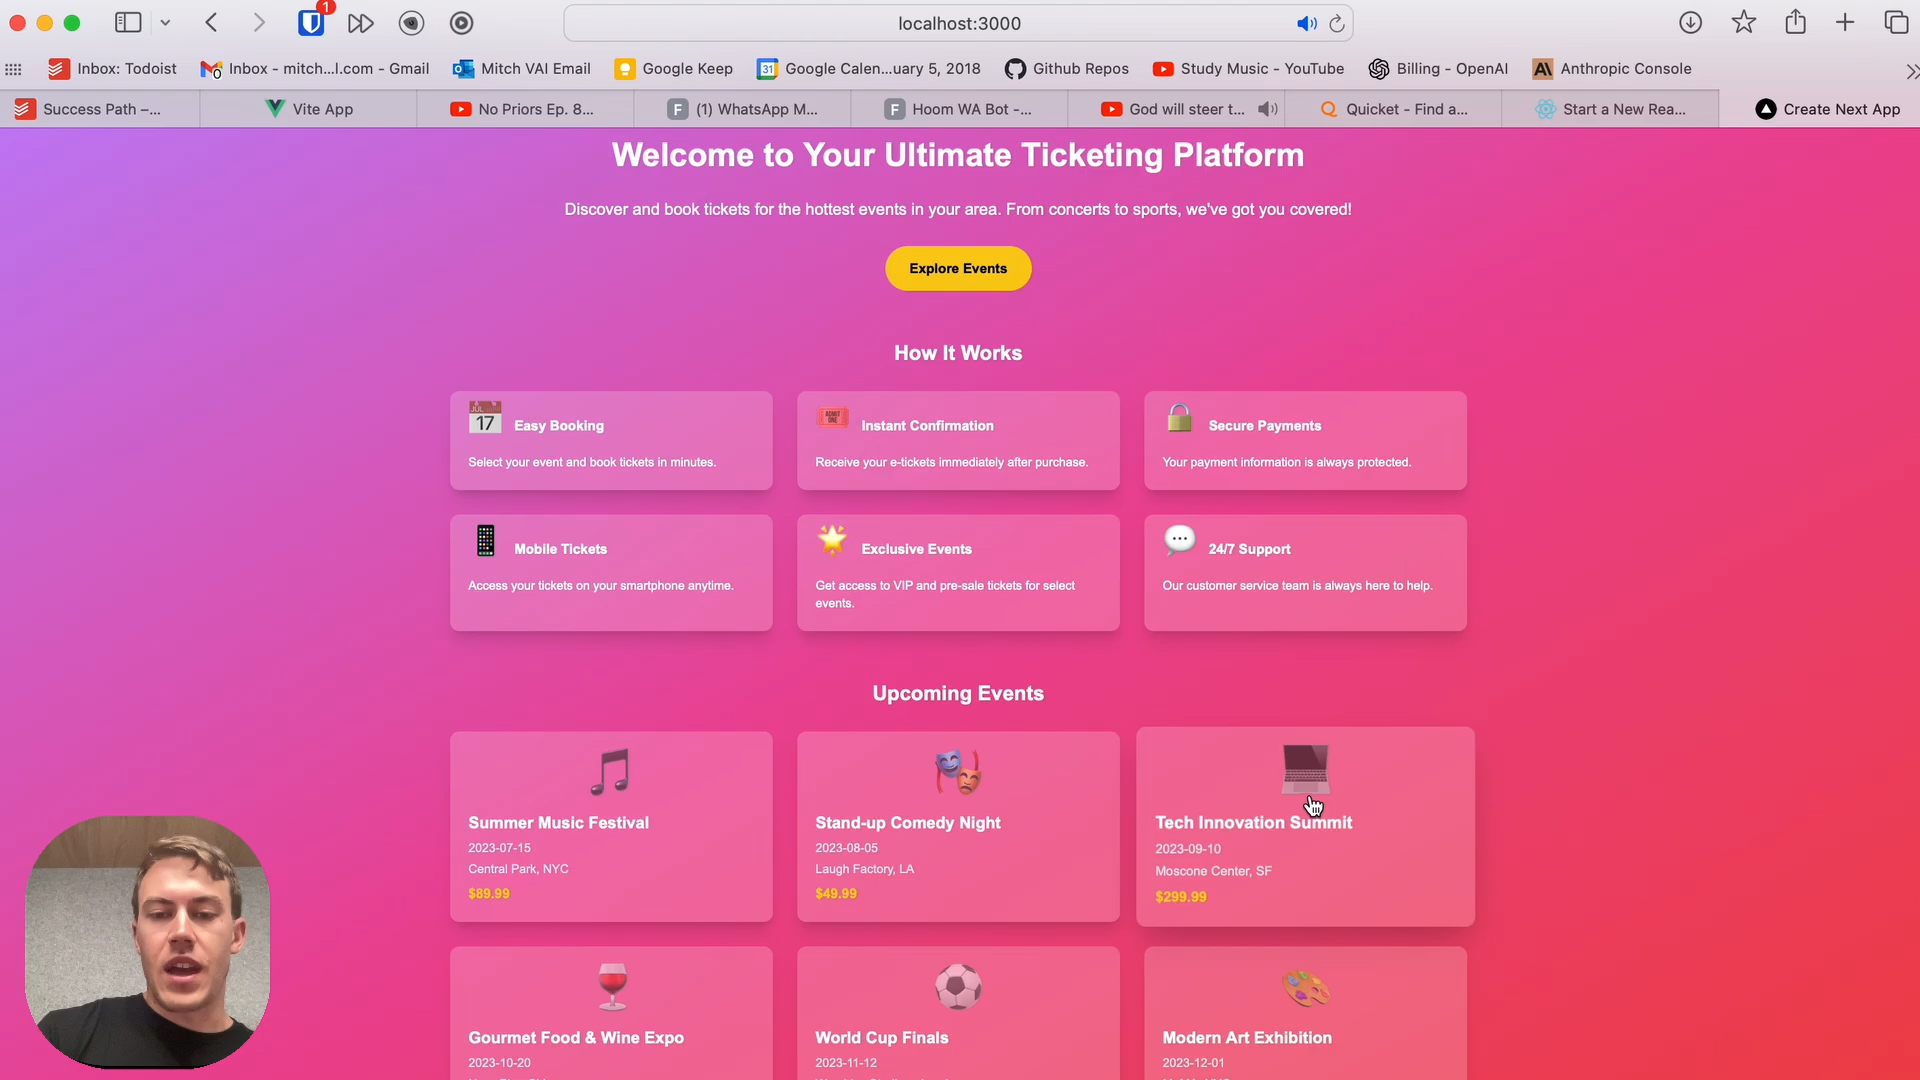 1
localhost:3000
Inbox: Todoist
Inbox - mitch...l.com - Gmail
Mitch VAI Email
Google Keep
31
Google Calen...uary 5, 2018
Github Repos
Study Music - YouTube
Billing - OpenAI
Anthropic Console
Success Path –...
Vite App
No Priors Ep. 8...
F
(1) WhatsApp M...
F
Hoom WA Bot -...
God will steer t...
Quicket - Find a...
Start a New Rea...
Create Next App
Welcome to Your Ultimate Ticketing Platform
Discover and book tickets for the hottest events in your area. From concerts to sports, we've got you covered!
Explore Events
How It Works
JUL
17
Easy Booking
Select your event and book tickets in minutes.
ADMIT
ONE
Instant Confirmation
Receive your e-tickets immediately after purchase.
Secure Payments
Your payment information is always protected.
Mobile Tickets
Access your tickets on your smartphone anytime.
Exclusive Events
Get access to VIP and pre-sale tickets for select
events.
24/7 Support
Our customer service team is always here to help.
Upcoming Events
Summer Music Festival
2023-07-15
Central Park, NYC
$89.99
Stand-up Comedy Night
2023-08-05
Laugh Factory, LA
$49.99
Tech Innovation Summit
2023-09-10
Moscone Center, SF
$299.99
Gourmet Food & Wine Expo
2023-10-20
World Cup Finals
2023-11-12
Modern Art Exhibition
2023-12-01